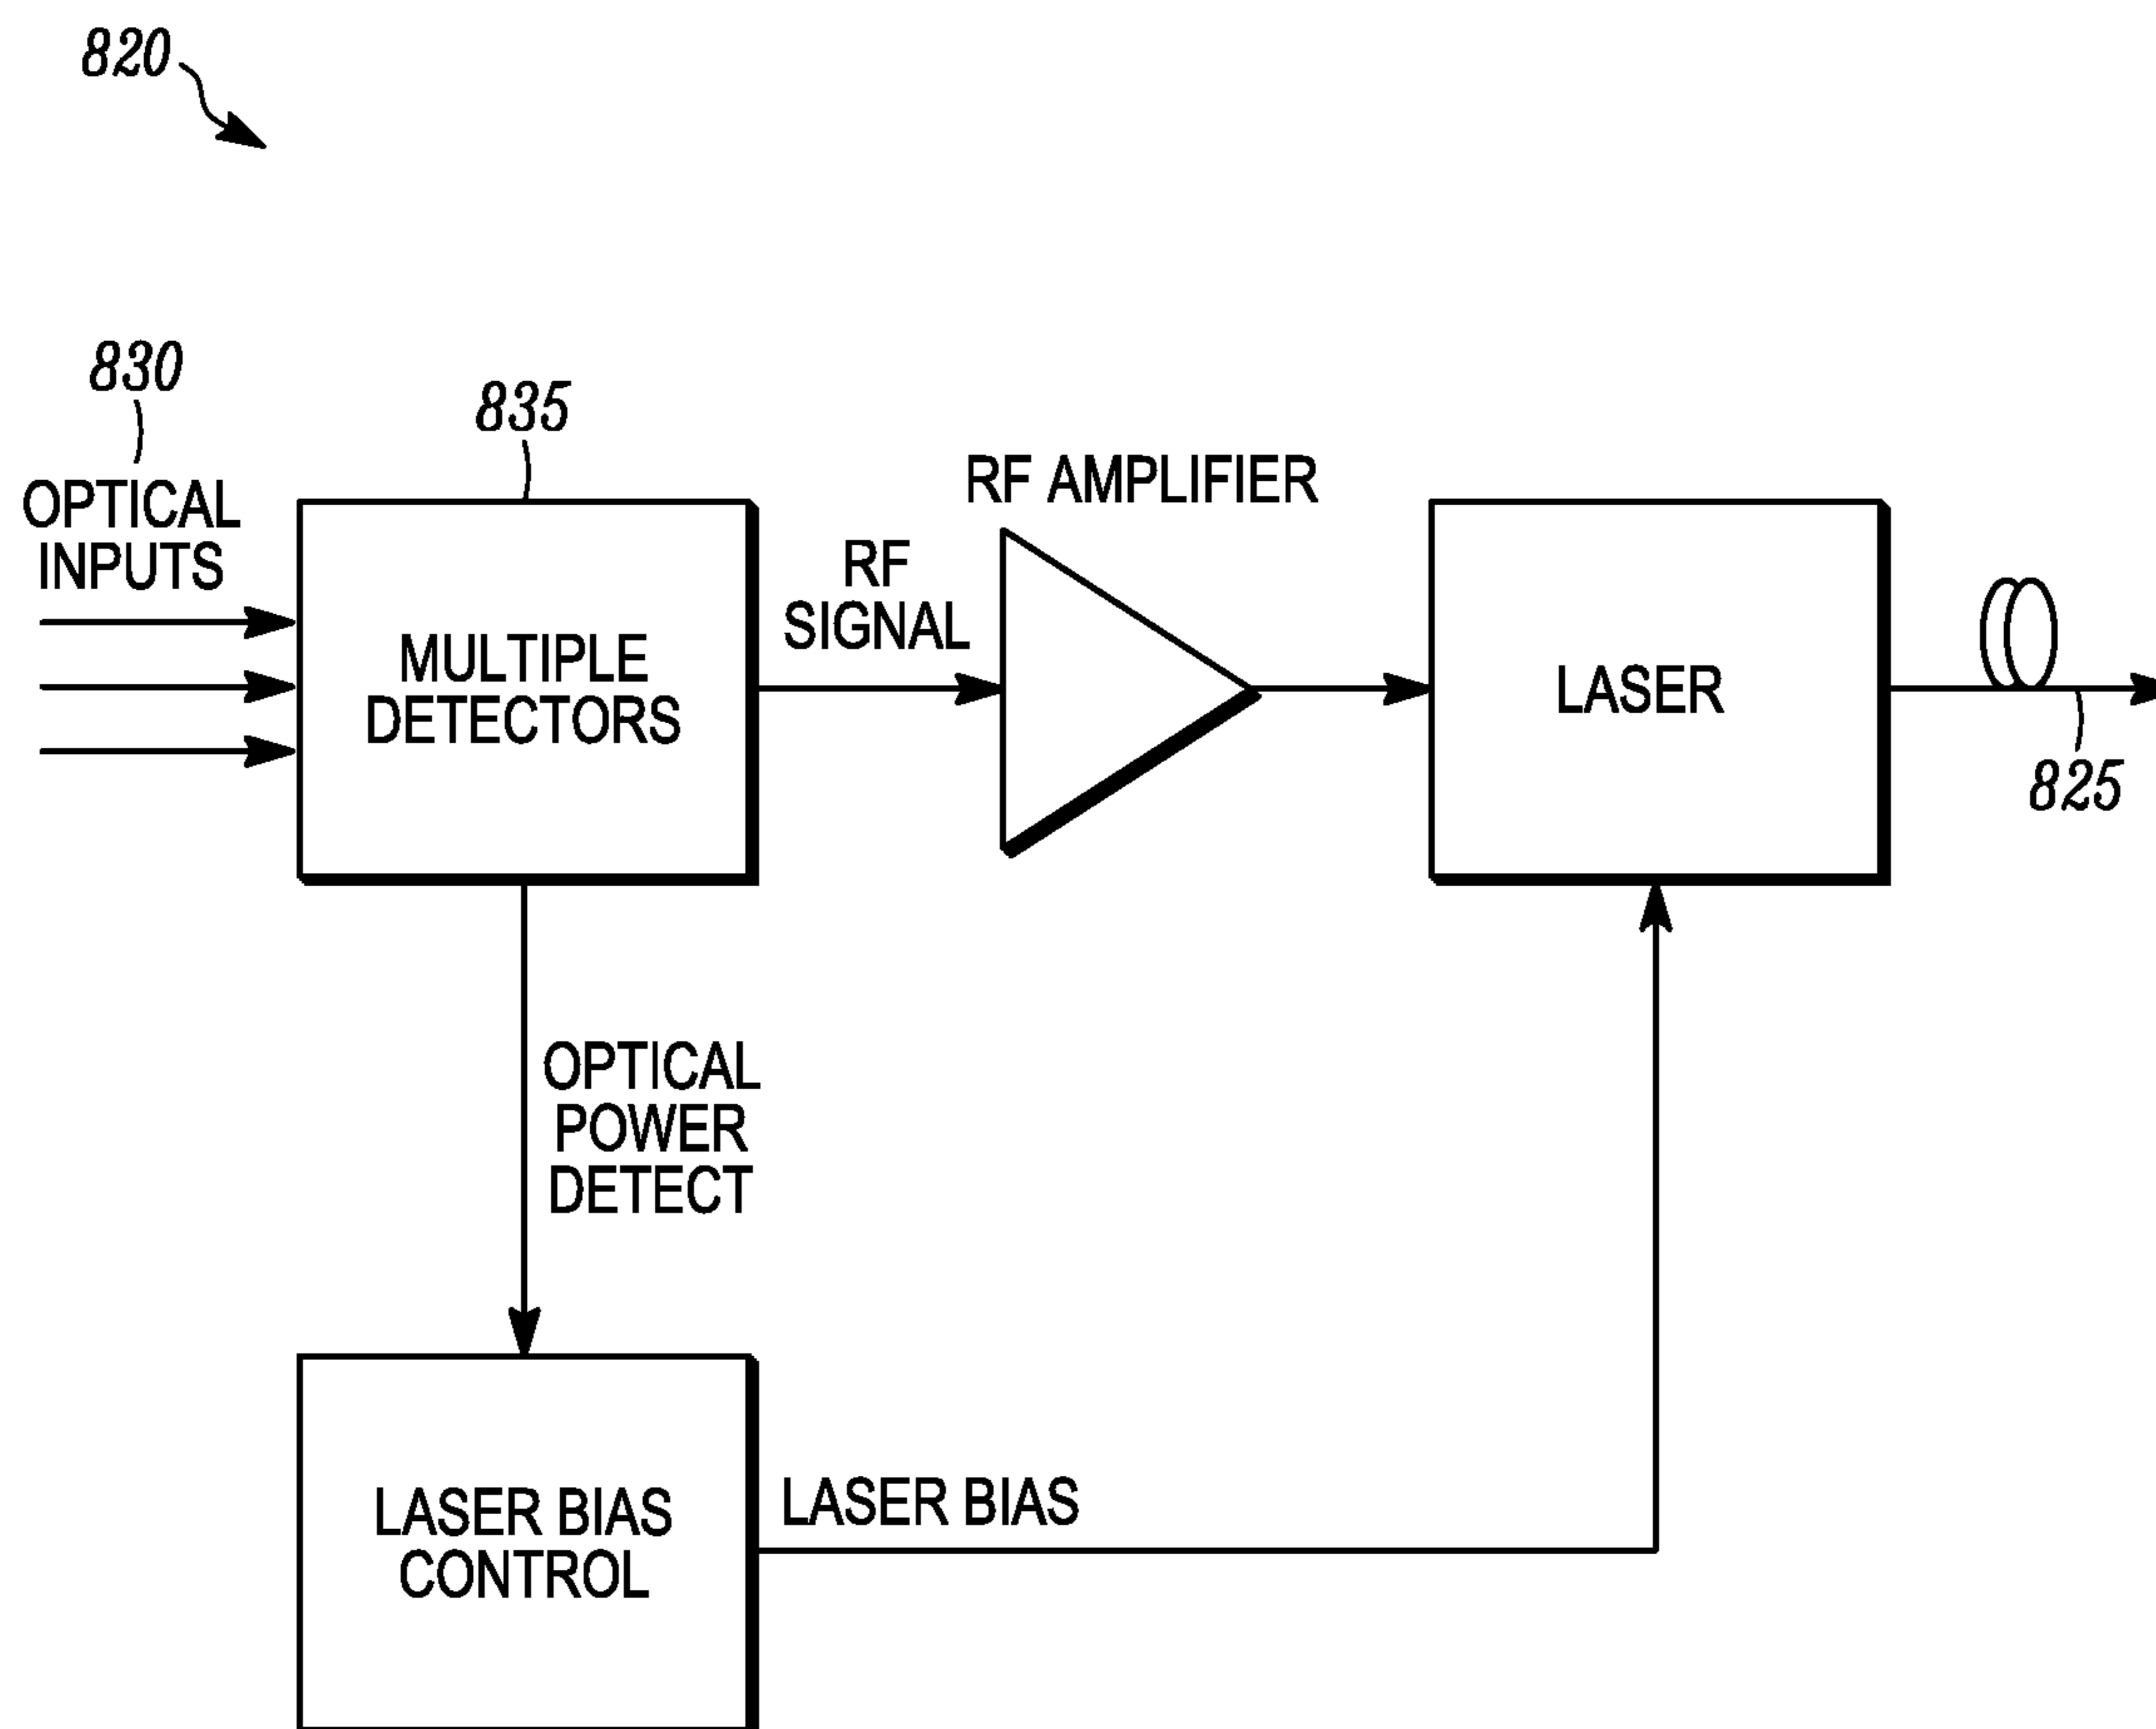 820
830
835
OPTICAL
INPUTS
MULTIPLE
DETECTORS
RF
SIGNAL
RF AMPLIFIER
LASER
825
OPTICAL
POWER
DETECT
LASER BIAS
CONTROL
LASER BIAS